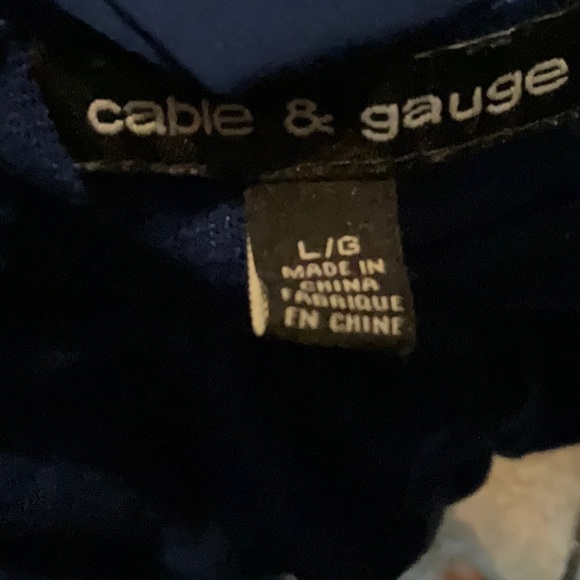 cable & gauge
L/G
MADE IN
CHINA
FABRIQUE
EN CHINE